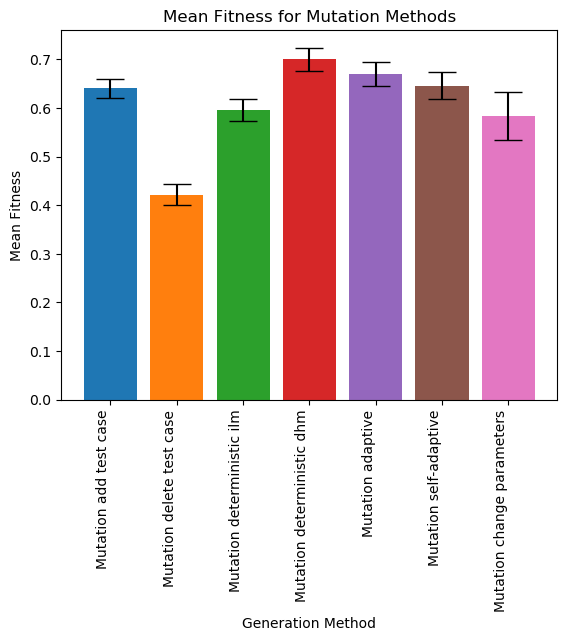 Mean Fitness for Mutation Methods
Mean Fitness
0.7
0.6
0.5
0.4
0.3
0.2
0.1
0.0
Mutation add test case
Mutation delete test case
Mutation deterministic ilm
Mutation deterministic dhm
Mutation adaptive
Mutation self-adaptive
Mutation change parameters
Generation Method